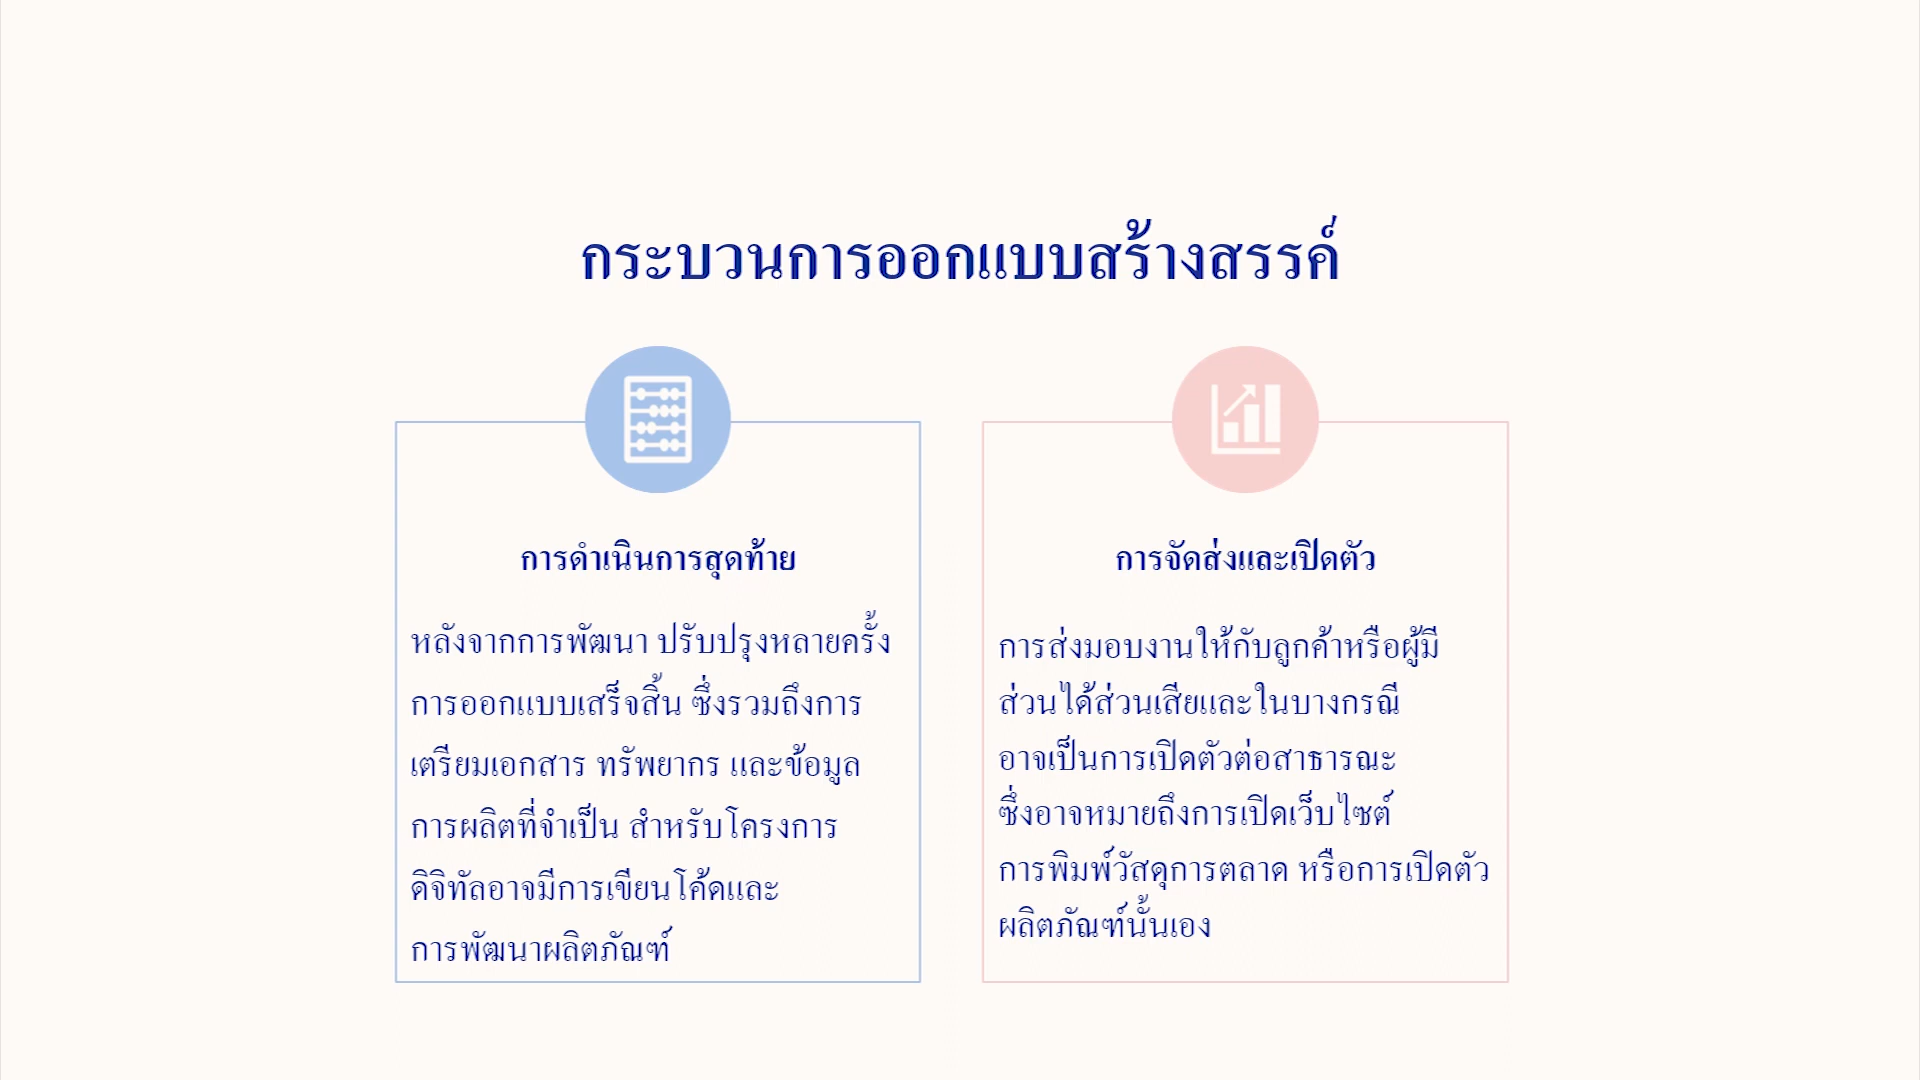 กระบวนการออกแบบสร้างสรรค์
การดำเนินการสุดท้าย
หลังจากการพัฒนา ปรับปรุงหลายครั้ง
การออกแบบเสร็จสิ้น ซึ่งรวมถึงการ
เตรียมเอกสาร ทรัพยากร และข้อมูล
การผลิตที่จำเป็น สำหรับโครงการ
ดิจิทัลอาจมีการเขียนโค้ดและ
การพัฒนาผลิตภัณฑ์
การจัดส่งและเปิดตัว
การส่งมอบงานให้กับลูกค้าหรือผู้มี
ส่วนได้ส่วนเสียและในบางกรณี
อาจเป็นการเปิดตัวต่อสาธารณะ
ซึ่งอาจหมายถึงการเปิดเว็บไซต์
การพิมพ์วัสดุการตลาด หรือการเปิดตัว
ผลิตภัณฑ์นั้นเอง